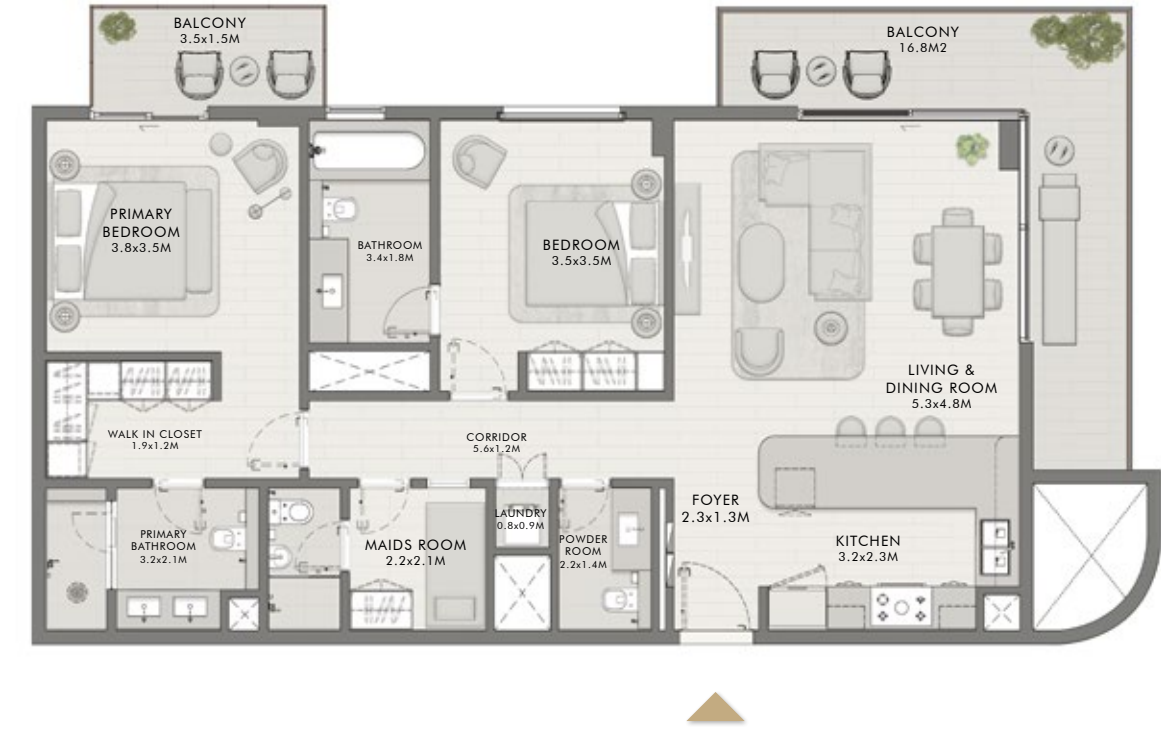 BALCONY
3.5x1.5M
BALCONY
16.8M2
PRIMARY
BEDROOM
3.8x3.5M
BATHROOM
3.4x1.8M
BEDROOM
3.5x3.5M
LIVING &
DINING ROOM
5.3x4.8M
WALK IN CLOSET
1.9x1.2M
CORRIDOR
5.6x1.2M
PRIMARY
BATHROOM
3.2x2.1M
MAIDS ROOM
2.2x2.1M
LAUNDRY
0.8x0.9M
POWDER
ROOM
2.2x1.4M
FOYER
2.3x1.3M
KITCHEN
3.2x2.3M